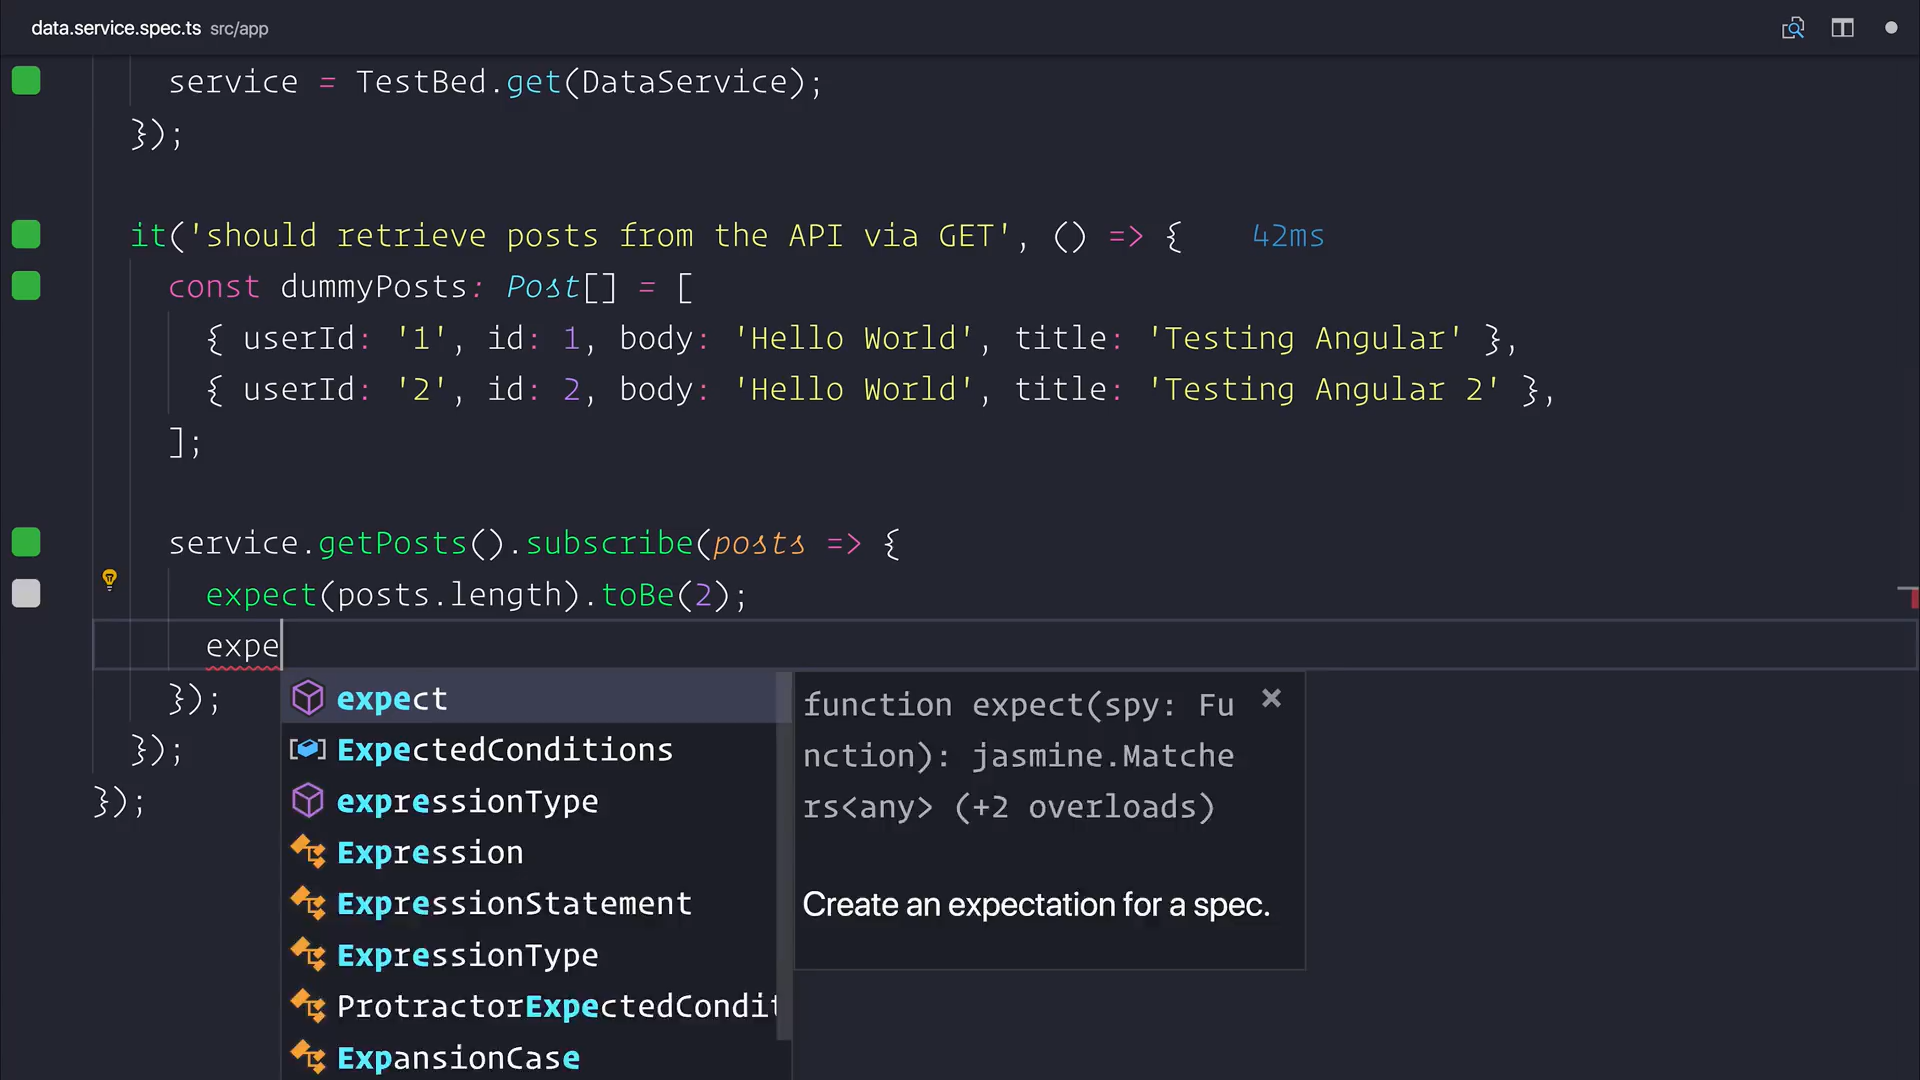 data.service.spec.ts src/app
service = TestBed.get(DataService);
});
it('should retrieve posts from the API via GET', () => { 42ms
const dummyPosts: Post[] = [
{ userId: '1', id: 1, body: 'Hello World', title: 'Testing Angular' },
{ userId: '2', id: 2, body: 'Hello World', title: 'Testing Angular 2' },
];
service.getPosts().subscribe(posts => {
expect(posts.length).toBe(2);
expe
});
});
});
expect
ExpectedConditions
expressionType
Expression
ExpressionStatement
ExpressionType
ProtractorExpectedCondit
ExpansionCase
function expect(spy: Fu
nction): jasmine.Matche
rs<any> (+2 overloads)
Create an expectation for a spec.